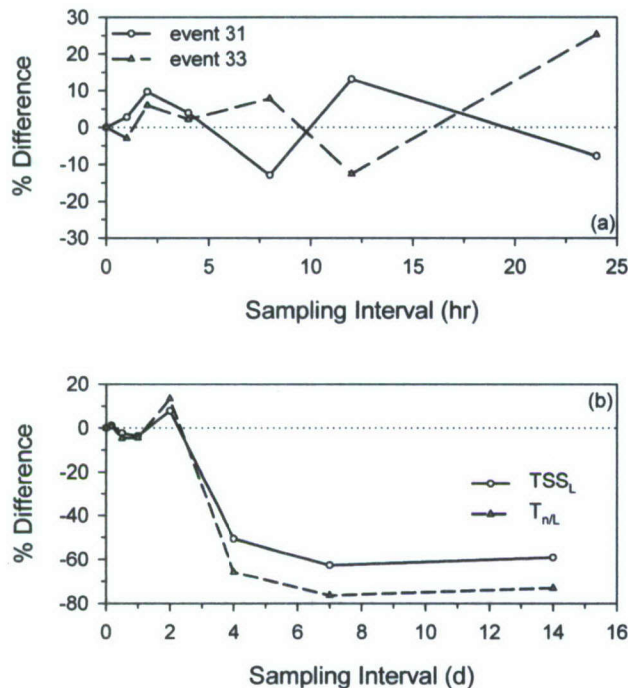 30
20
10
0
-10
-20
-30
% Difference
event 31
event 33
(a)
0 5 10 15 20 25
Sampling Interval (hr)
20
0
-20
-40
-60
-80
% Difference
(b)
TSS_L
T_n/L
0 2 4 6 8 10 12 14 16
Sampling Interval (d)